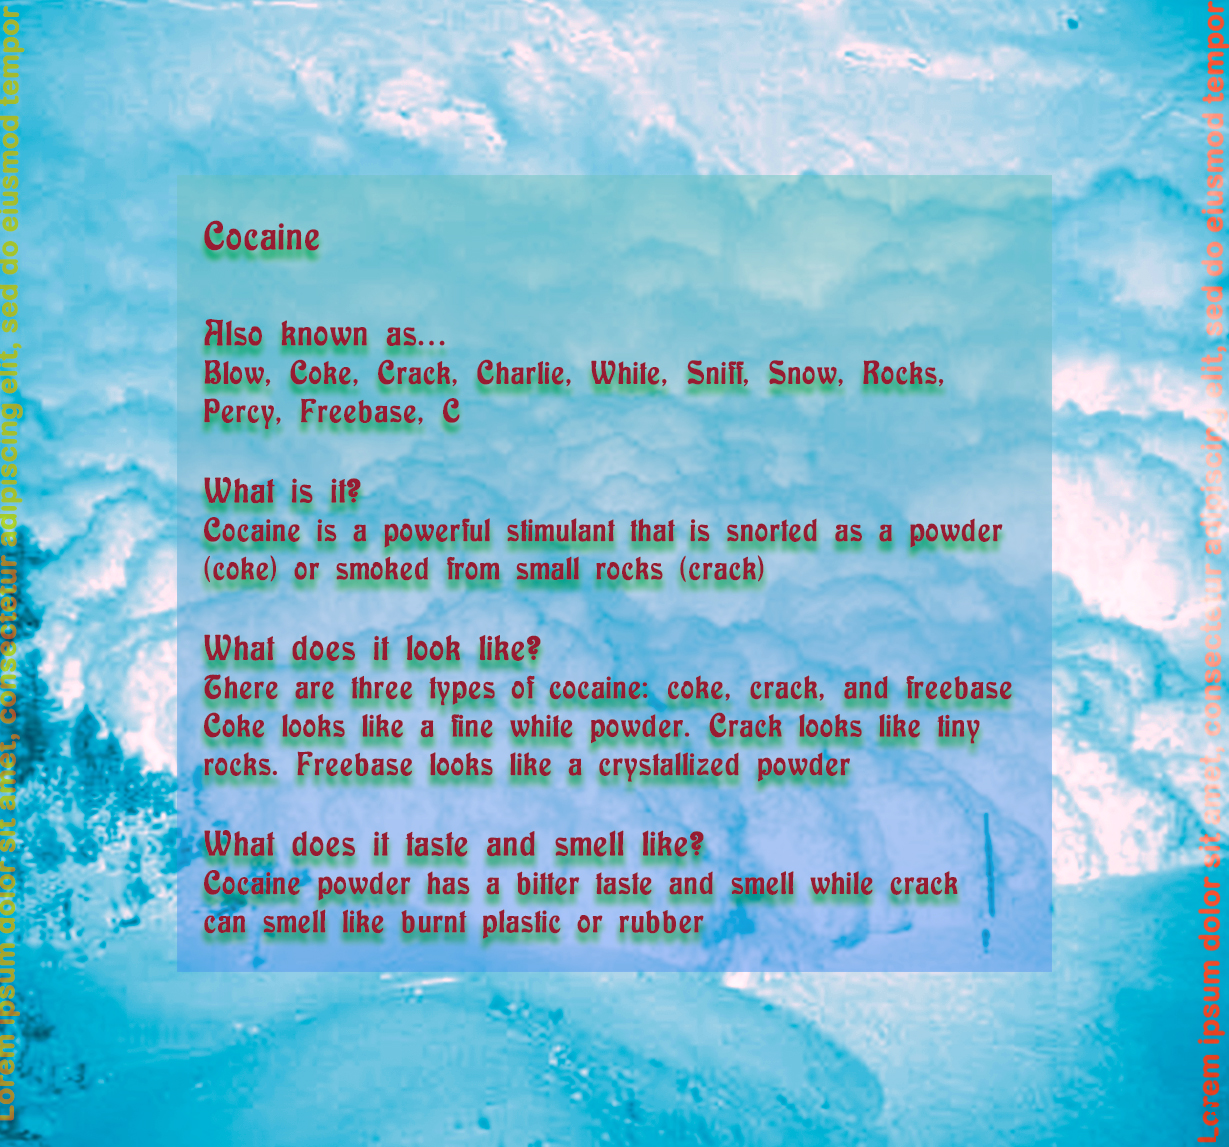 Cocaine
Also known as...
Blow, Coke, Crack, Charlie, White, Sniff, Snow, Rocks,
Percy, Freebase, C
What is it?
Cocaine is a powerful stimulant that is snorted as a powder
(coke) or smoked from small rocks (crack)
What does it look like?
There are three types of cocaine: coke, crack, and freebase
Coke looks like a fine white powder. Crack looks like tiny
rocks. Freebase looks like a crystallized powder
What does it taste and smell like?
Cocaine powder has a bitter taste and smell while crack
can smell like burnt plastic or rubber
Lorem ipsum dolor sit amet, consectetur adipiscing elit, sed do eiusmod tempor
Lorem ipsum dolor sit amet, consectetur adipiscing elit, sed do eiusmod tempor